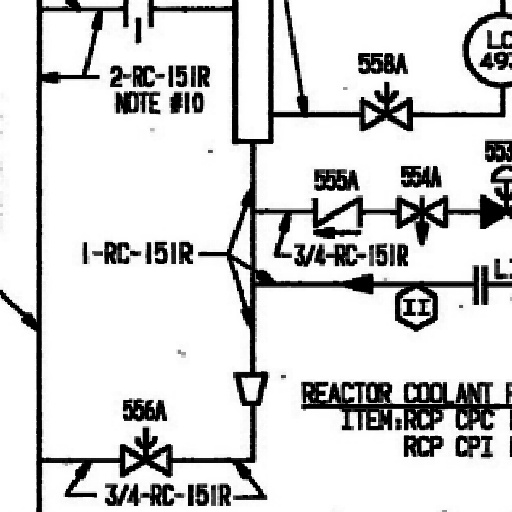 LC
49
558A
2-RC-151R
NOTE #10
555A
554A
553
1-RC-151R
3/4-RC-151R
II
REACTOR COOLANT
ITEM:RCP CPC
RCP CPI
556A
3/4-RC-151R